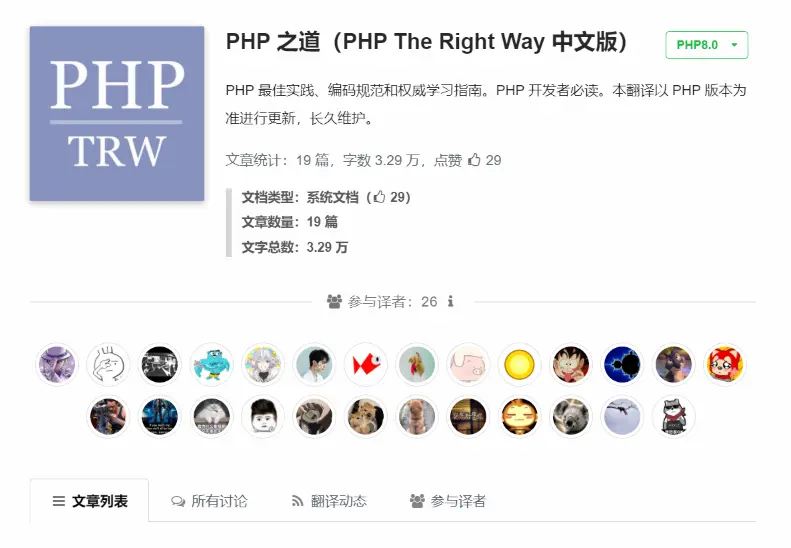 PHP
TRW
PHP 之道（PHP The Right Way 中文版）
PHP8.0
PHP 最佳实践、编码规范和权威学习指南。PHP 开发者必读。本翻译以 PHP 版本为
准进行更新，长久维护。
文章统计：19 篇，字数 3.29 万，点赞 29
文档类型：系统文档（ 29）
文章数量：19 篇
文字总数：3.29 万
参与译者：26
文章列表
所有讨论
翻译动态
参与译者